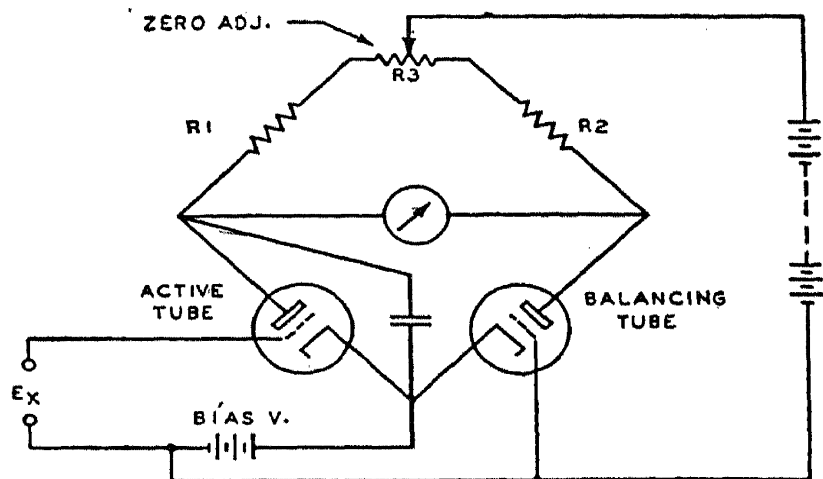 ZERO ADJ.
R3
R1
R2
ACTIVE
TUBE
BALANCING
TUBE
Ex
BIAS V.